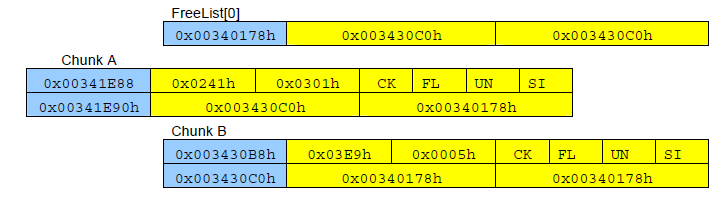 FreeList[0]
0x00340178h 0x003430C0h 0x003430C0h
Chunk A
0x00341E88 0x0241h 0x0301h CK FL UN SI
0x00341E90h 0x003430C0h 0x00340178h
Chunk B
0x003430B8h 0x03E9h 0x0005h CK FL UN SI
0x003430C0h 0x00340178h 0x00340178h